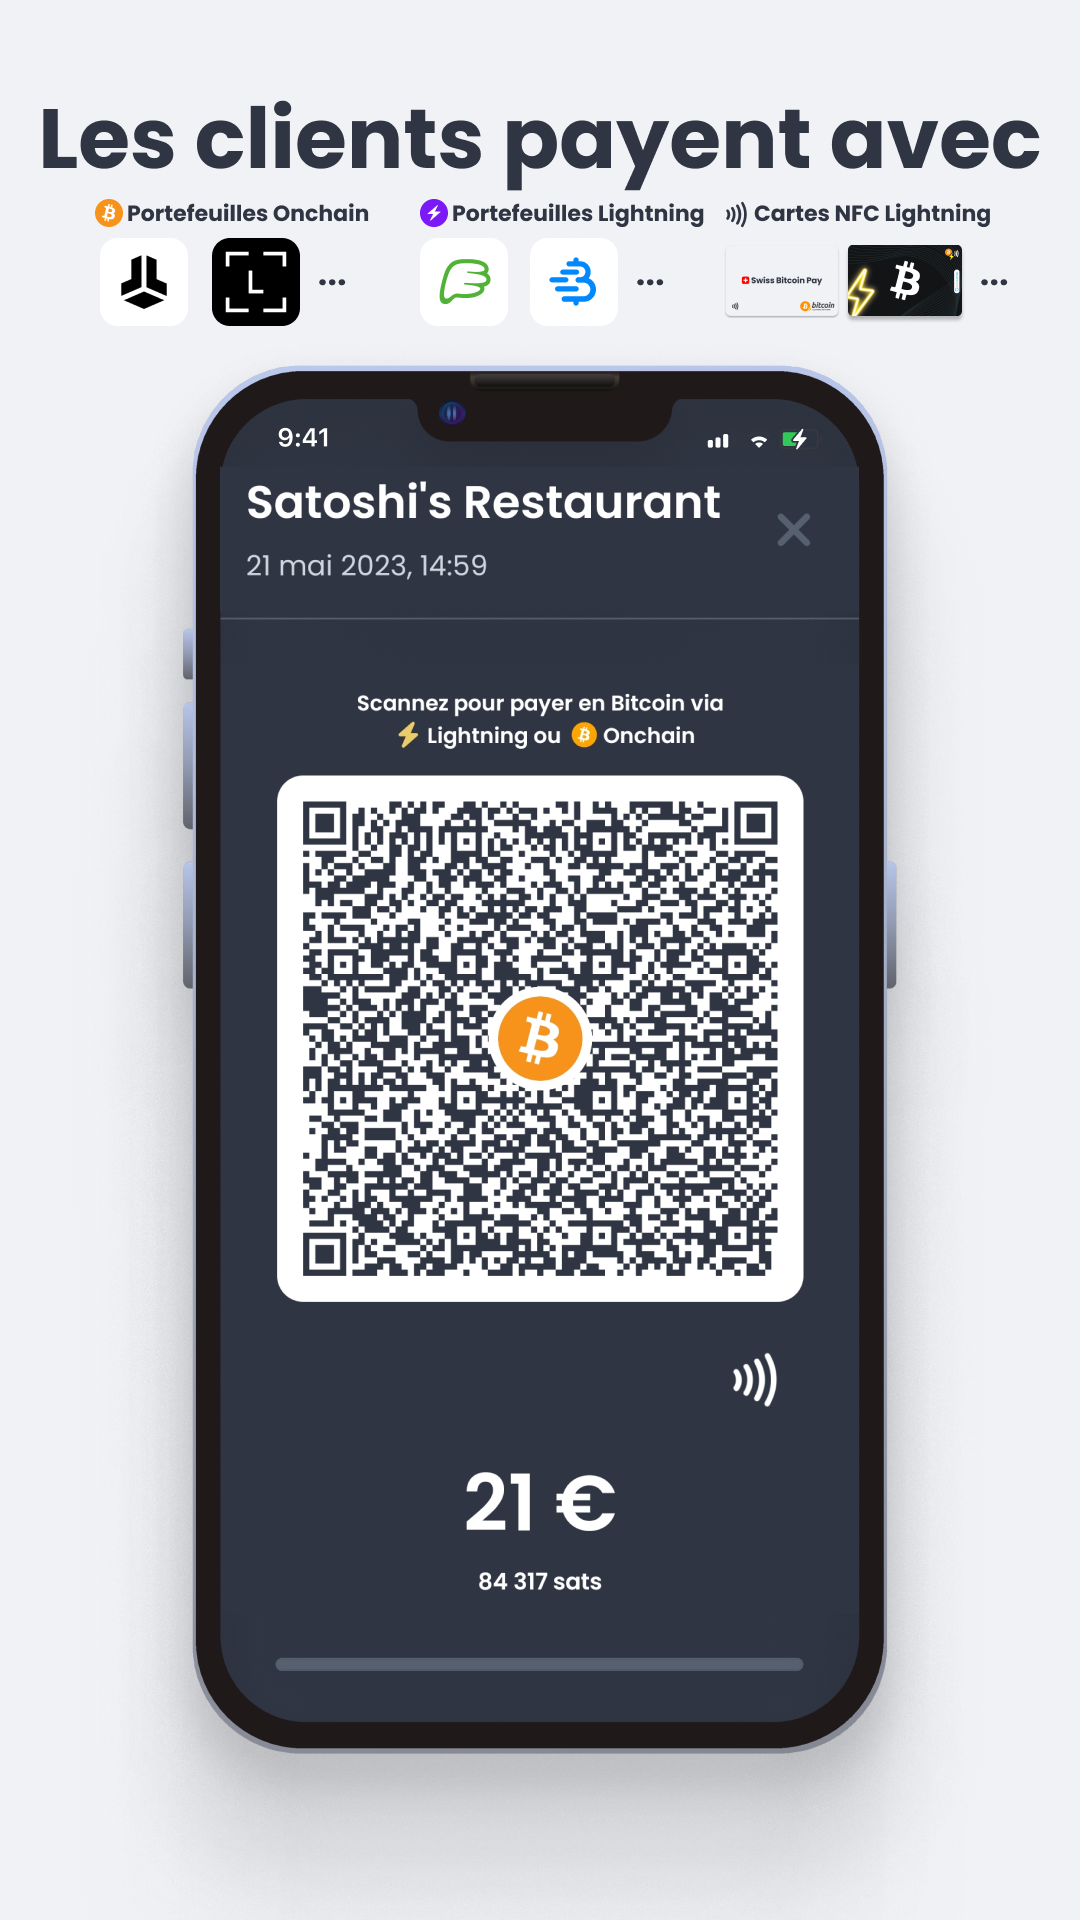 Les clients payent avec
Portefeuilles Onchain
Portefeuilles Lightning
Cartes NFC Lightning
L
...
...
Swiss Bitcoin Pay
bitcoin
...
9:41
Satoshi's Restaurant
21 mai 2023, 14:59
Scannez pour payer en Bitcoin via
Lightning ou Onchain
21 €
84 317 sats